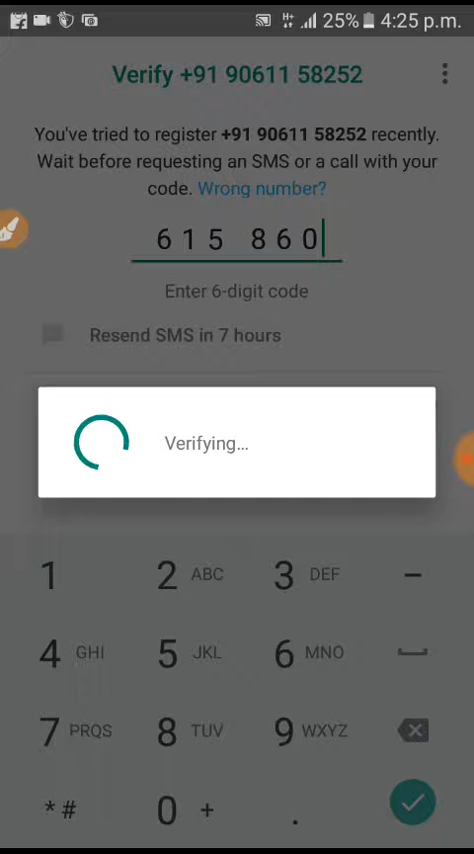 H+ 25% 4:25 p.m.
Verify +91 90611 58252
You've tried to register +91 90611 58252 recently.
Wait before requesting an SMS or a call with your
code. Wrong number?
615 860
Enter 6-digit code
Resend SMS in 7 hours
Verifying...
1 2 ABC 3 DEF –
4 GHI 5 JKL 6 MNO
7 PRQS 8 TUV 9 WXYZ
*# 0 + .